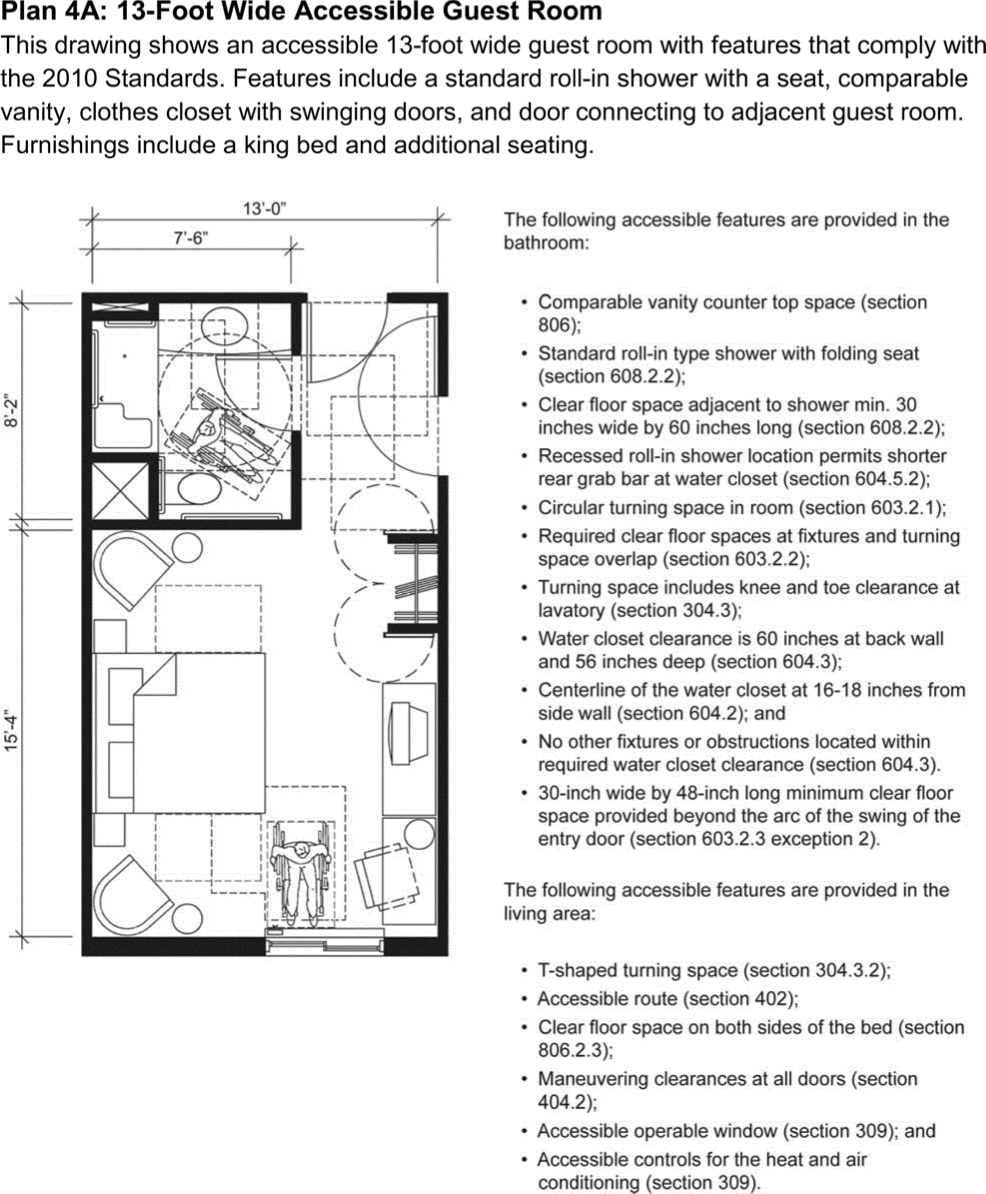 Plan 4A: 13-Foot Wide Accessible Guest Room
This drawing shows an accessible 13-foot wide guest room with features that comply with
the 2010 Standards. Features include a standard roll-in shower with a seat, comparable
vanity, clothes closet with swinging doors, and door connecting to adjacent guest room.
Furnishings include a king bed and additional seating.
13’-0”
7’-6”
8’-2”
15’-4”
The following accessible features are provided in the
bathroom:
• Comparable vanity counter top space (section
806);
• Standard roll-in type shower with folding seat
(section 608.2.2);
• Clear floor space adjacent to shower min. 30
inches wide by 60 inches long (section 608.2.2);
• Recessed roll-in shower location permits shorter
rear grab bar at water closet (section 604.5.2);
• Circular turning space in room (section 603.2.1);
• Required clear floor spaces at fixtures and turning
space overlap (section 603.2.2);
• Turning space includes knee and toe clearance at
lavatory (section 304.3);
• Water closet clearance is 60 inches at back wall
and 56 inches deep (section 604.3);
• Centerline of the water closet at 16-18 inches from
side wall (section 604.2); and
• No other fixtures or obstructions located within
required water closet clearance (section 604.3).
• 30-inch wide by 48-inch long minimum clear floor
space provided beyond the arc of the swing of the
entry door (section 603.2.3 exception 2).
The following accessible features are provided in the
living area:
• T-shaped turning space (section 304.3.2);
• Accessible route (section 402);
• Clear floor space on both sides of the bed (section
806.2.3);
• Maneuvering clearances at all doors (section
404.2);
• Accessible operable window (section 309); and
• Accessible controls for the heat and air
conditioning (section 309).